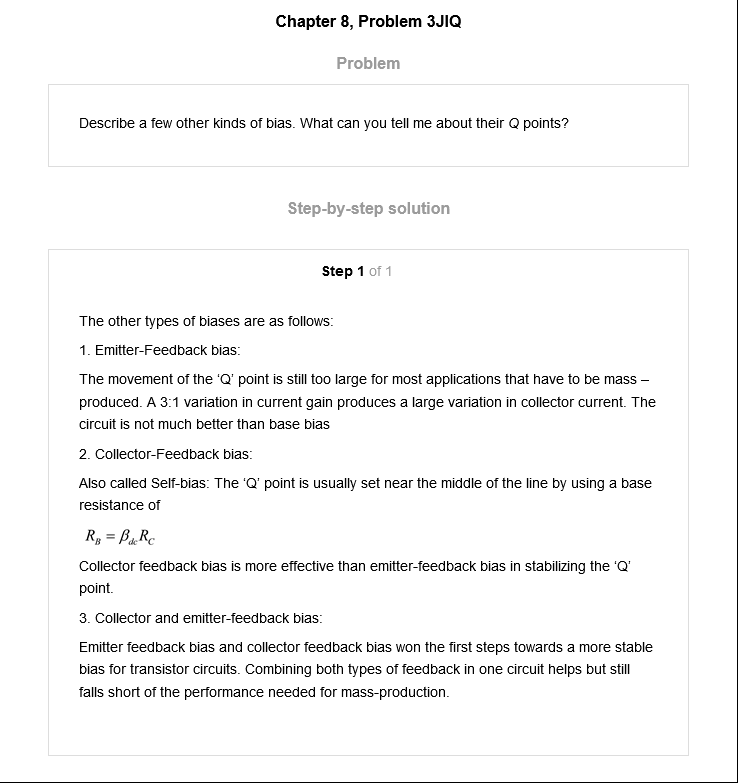 Chapter 8, Problem 3JIQ
Problem
Describe a few other kinds of bias. What can you tell me about their Q points?
Step-by-step solution
Step 1 of 1
The other types of biases are as follows:
1. Emitter-Feedback bias:
The movement of the ‘Q’ point is still too large for most applications that have to be mass –
produced. A 3:1 variation in current gain produces a large variation in collector current. The
circuit is not much better than base bias
2. Collector-Feedback bias:
Also called Self-bias: The ‘Q’ point is usually set near the middle of the line by using a base
resistance of
R_B = β_dc R_C
Collector feedback bias is more effective than emitter-feedback bias in stabilizing the ‘Q’
point.
3. Collector and emitter-feedback bias:
Emitter feedback bias and collector feedback bias won the first steps towards a more stable
bias for transistor circuits. Combining both types of feedback in one circuit helps but still
falls short of the performance needed for mass-production.